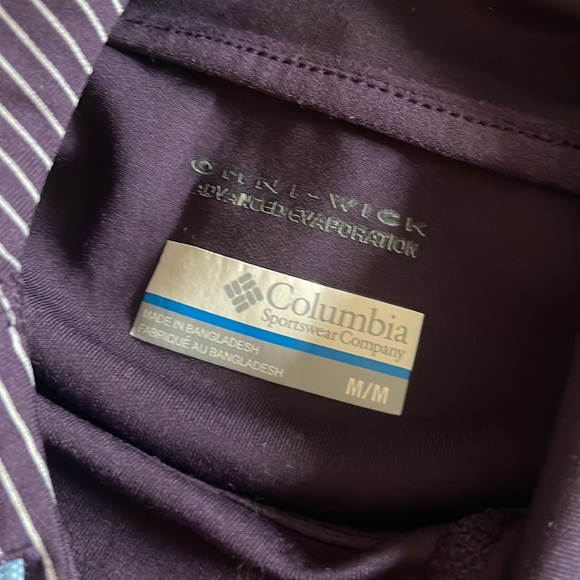 OMNI-WICK
ADVANCED EVAPORATION
Columbia
Sportswear Company
MADE IN BANGLADESH
FABRIQUÉ AU BANGLADESH
M/M